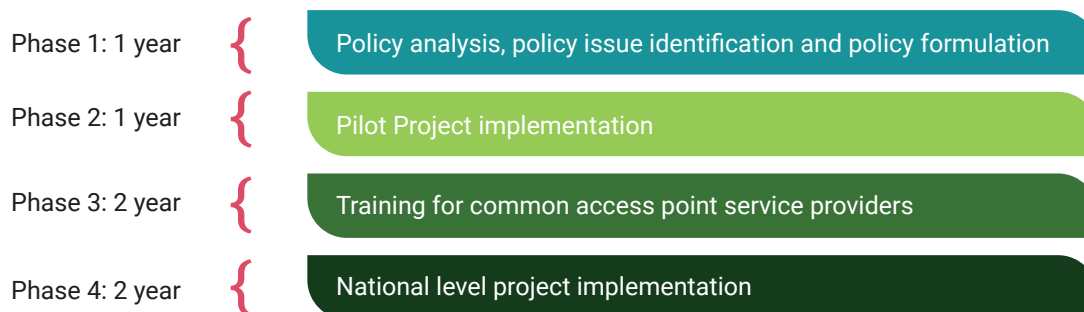 Phase 1: 1 year
Policy analysis, policy issue identification and policy formulation
Phase 2: 1 year
Pilot Project implementation
Phase 3: 2 year
Training for common access point service providers
Phase 4: 2 year
National level project implementation